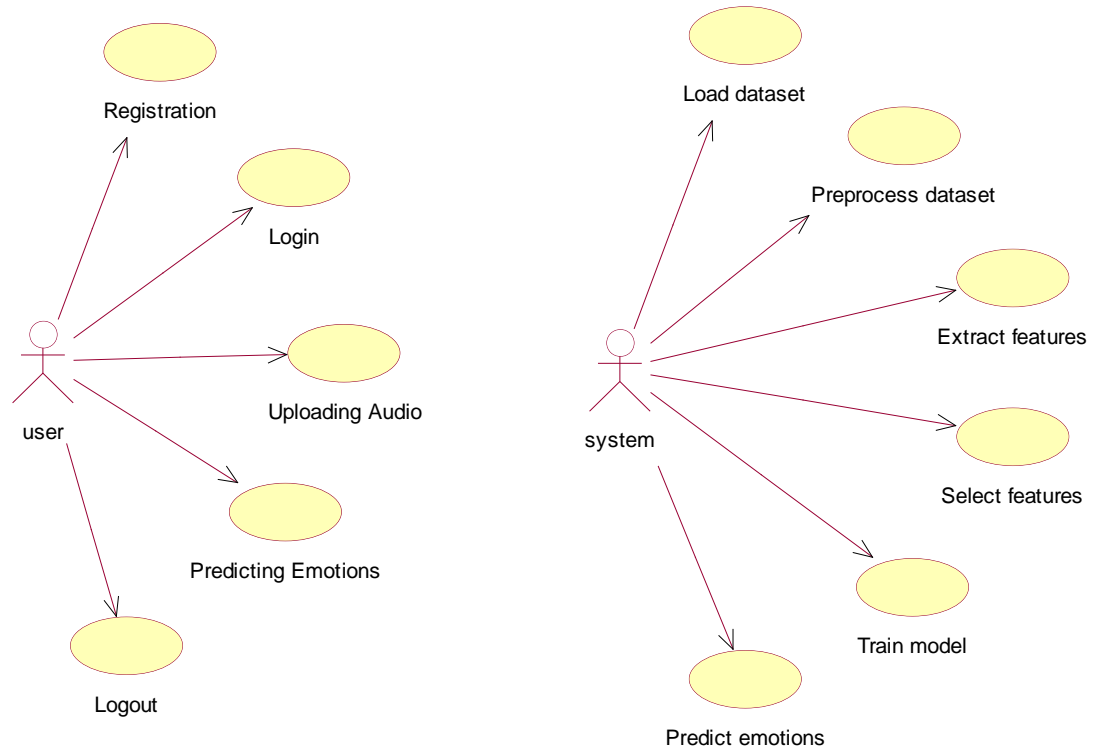 Registration
Login
user
Uploading Audio
Predicting Emotions
Logout
Load dataset
Preprocess dataset
Extract features
system
Select features
Train model
Predict emotions